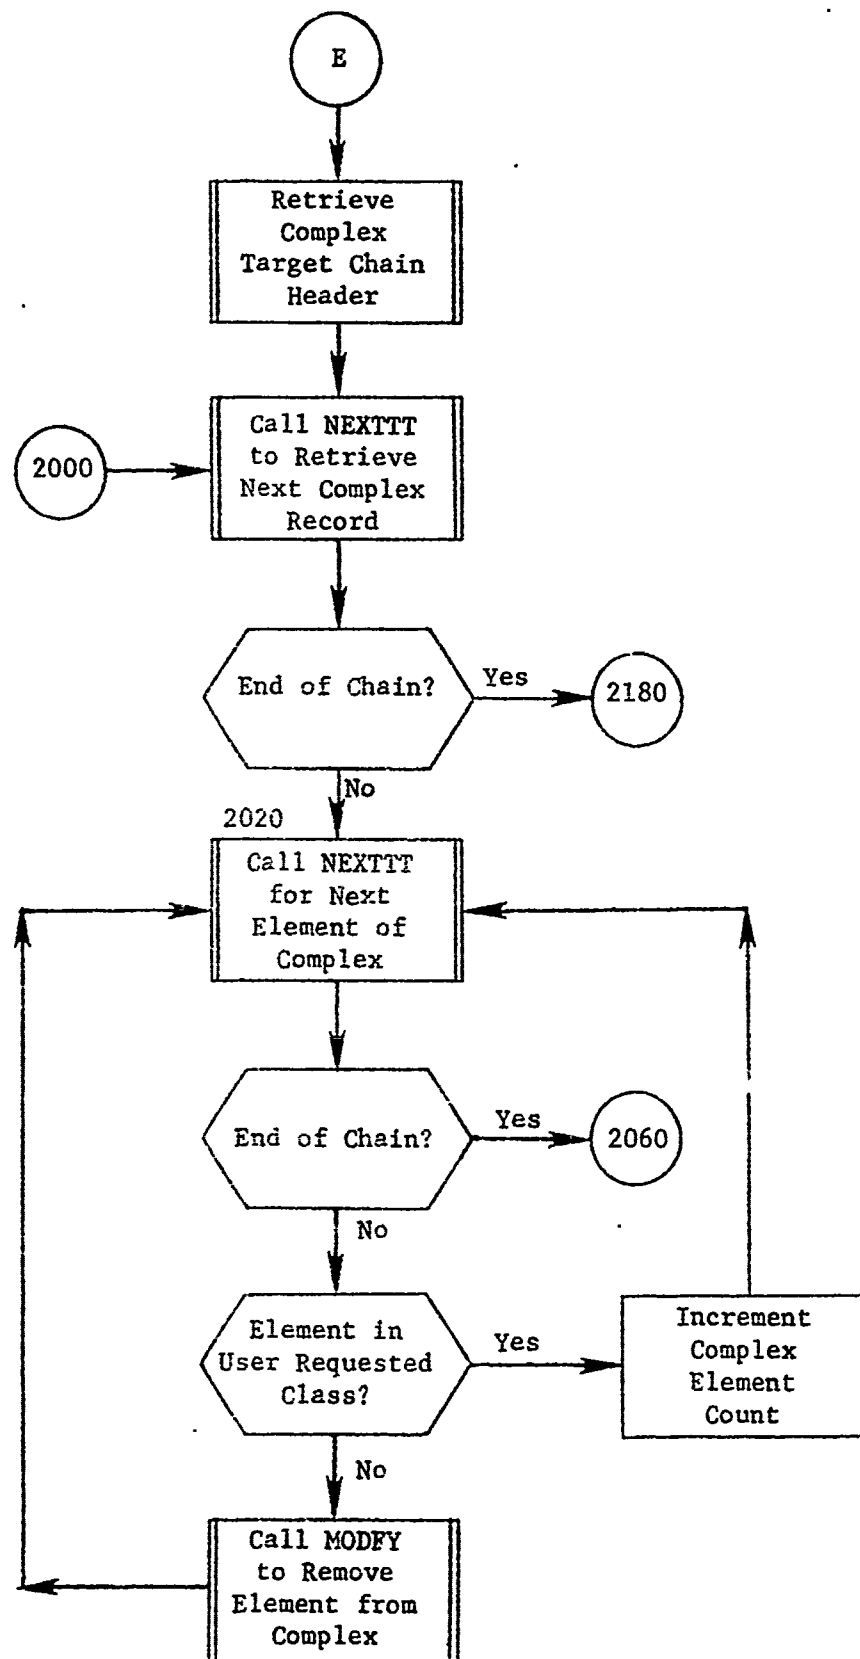 E
Retrieve
Complex
Target Chain
Header
Call NEXTTT
to Retrieve
Next Complex
Record
2000
End of Chain?
Yes
2180
No
2020
Call NEXTTT
for Next
Element of
Complex
End of Chain?
Yes
2060
No
Element in
User Requested
Class?
Yes
Increment
Complex
Element
Count
No
Call MODFY
to Remove
Element from
Complex